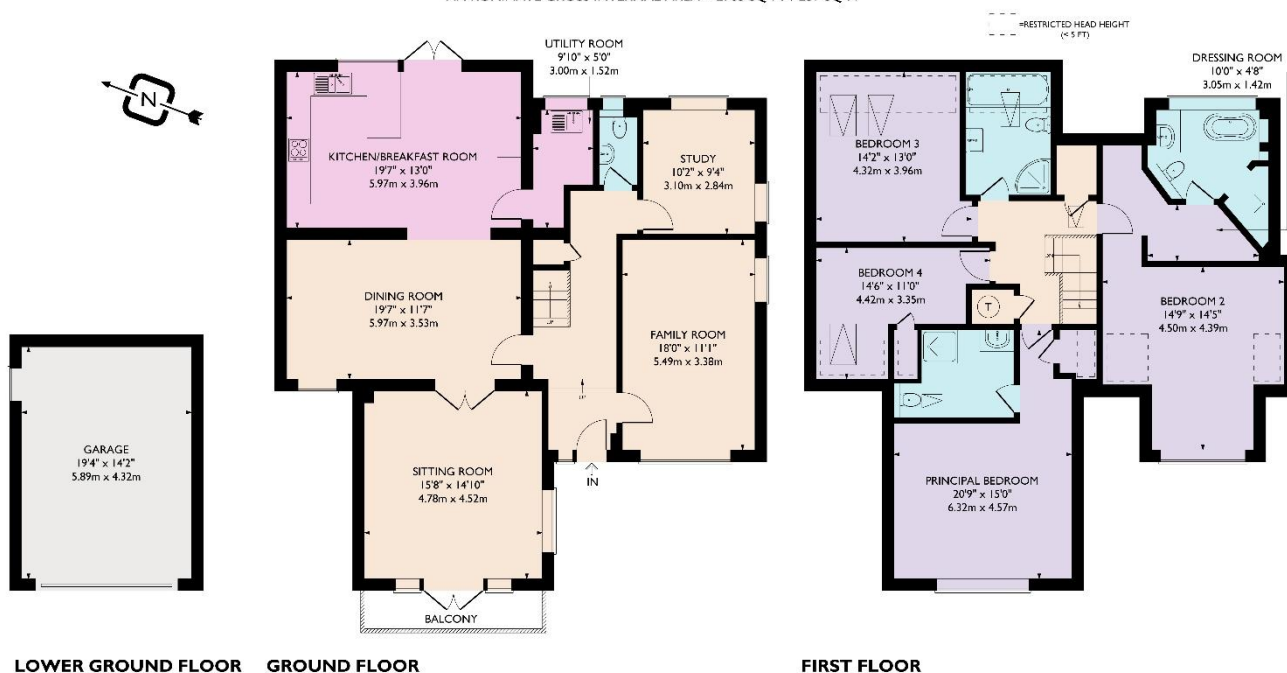 =RESTRICTED HEAD HEIGHT
(< 5 FT)
UTILITY ROOM
9'10" x 5'0"
3.00m x 1.52m
DRESSING ROOM
10'0" x 4'8"
3.05m x 1.42m
N
KITCHEN/BREAKFAST ROOM
19'7" x 13'0"
5.97m x 3.96m
STUDY
10'2" x 9'4"
3.10m x 2.84m
BEDROOM 3
14'2" x 13'0"
4.32m x 3.96m
DINING ROOM
19'7" x 11'7"
5.97m x 3.53m
FAMILY ROOM
18'0" x 11'1"
5.49m x 3.38m
BEDROOM 4
14'6" x 11'0"
4.42m x 3.35m
T
BEDROOM 2
14'9" x 14'5"
4.50m x 4.39m
GARAGE
19'4" x 14'2"
5.89m x 4.32m
SITTING ROOM
15'8" x 14'10"
4.78m x 4.52m
IN
PRINCIPAL BEDROOM
20'9" x 15'0"
6.32m x 4.57m
BALCONY
LOWER GROUND FLOOR
GROUND FLOOR
FIRST FLOOR